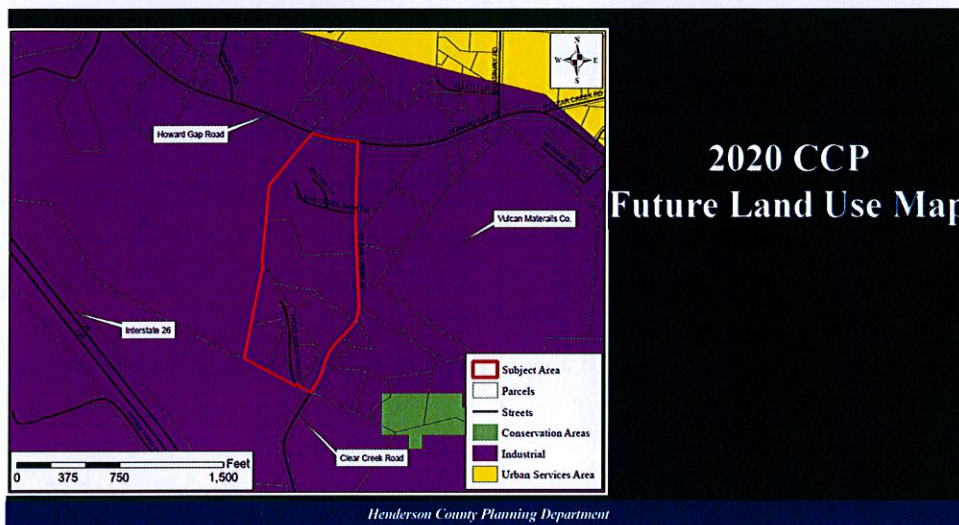 2020 CCP
Future Land Use Map
N
W E
S
Howard Gap Road
Vulcan Materails Co.
Interstate 26
Clear Creek Road
Subject Area
Parcels
Streets
Conservation Areas
Industrial
Urban Services Area
Feet
0 375 750 1,500
Henderson County Planning Department